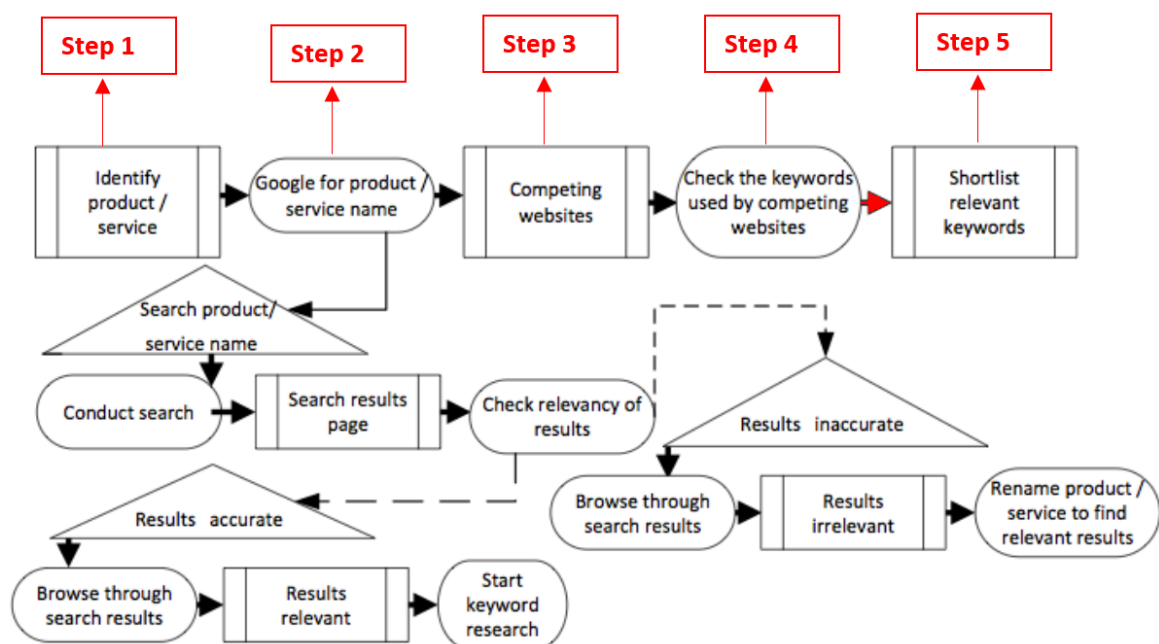 Step 1
Step 2
Step 3
Step 4
Step 5
Identify
product /
service
Google for product /
service name
Competing
websites
Check the keywords
used by competing
websites
Shortlist
relevant
keywords
Search product/
service name
Conduct search
Search results
page
Check relevancy of
results
Results inaccurate
Browse through
search results
Results
irrelevant
Rename product /
service to find
relevant results
Results accurate
Browse through
search results
Results
relevant
Start
keyword
research